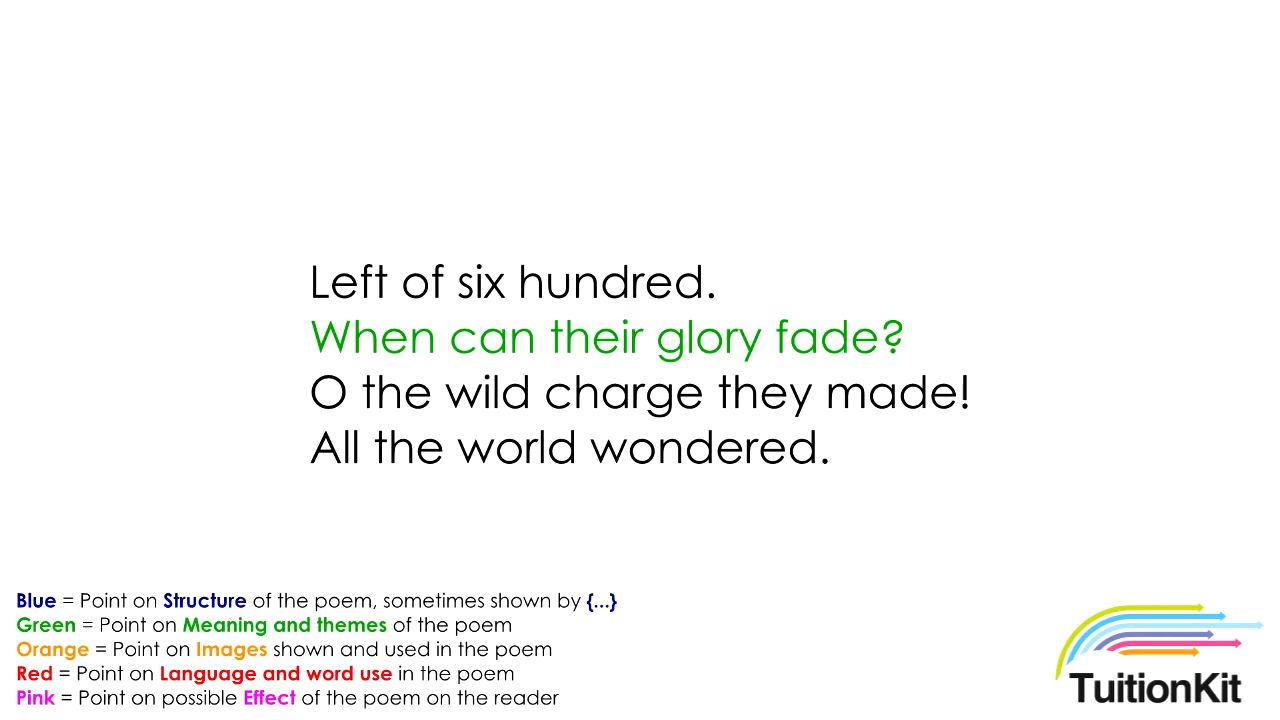 Left of six hundred.
When can their glory fade?
O the wild charge they made!
All the world wondered.
Blue = Point on Structure of the poem, sometimes shown by {...}
Green = Point on Meaning and themes of the poem
Orange = Point on Images shown and used in the poem
Red = Point on Language and word use in the poem
Pink = Point on possible Effect of the poem on the reader
TuitionKit